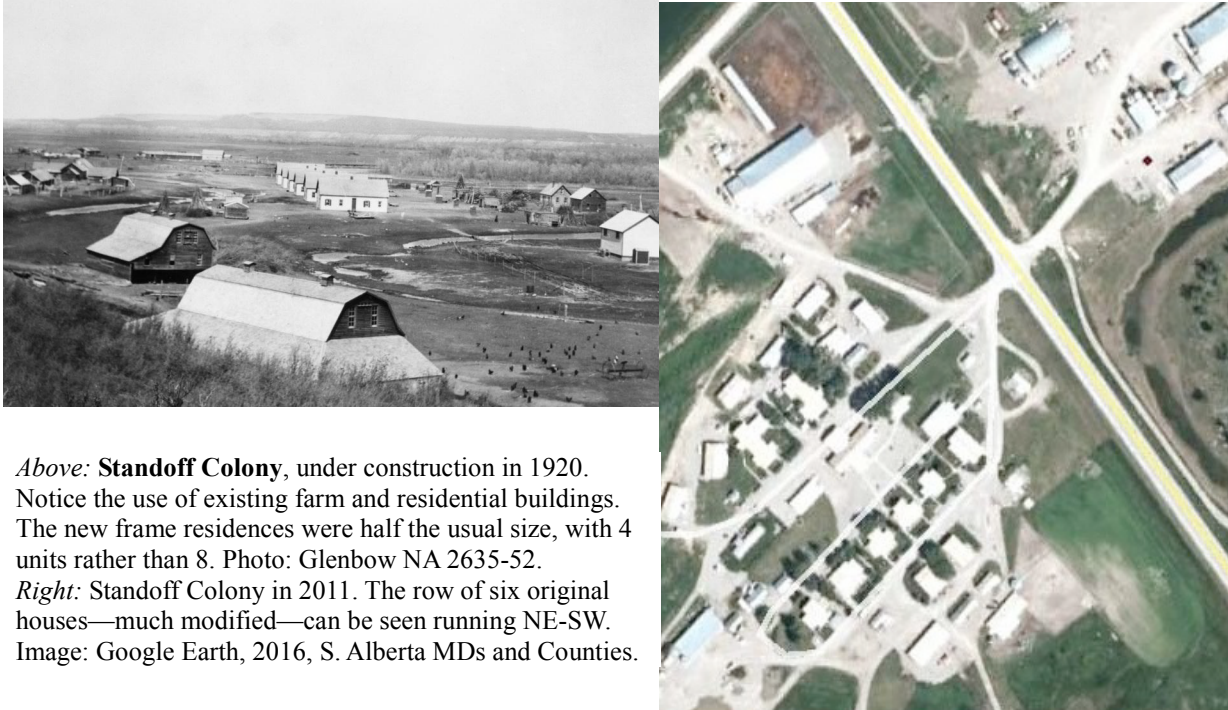 Above: Standoff Colony, under construction in 1920.
Notice the use of existing farm and residential buildings.
The new frame residences were half the usual size, with 4
units rather than 8. Photo: Glenbow NA 2635-52.
Right: Standoff Colony in 2011. The row of six original
houses—much modified—can be seen running NE-SW.
Image: Google Earth, 2016, S. Alberta MDs and Counties.